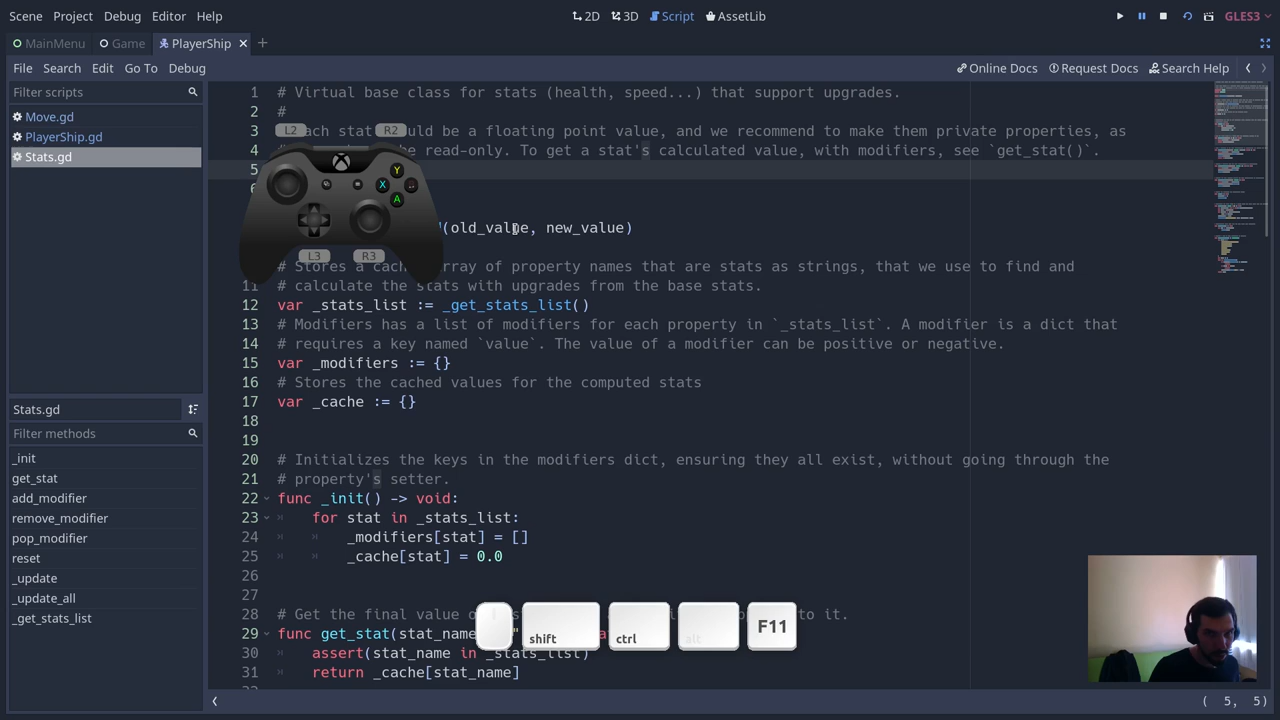 Scene Project Debug Editor Help 2D 3D Script AssetLib GLES3
MainMenu Game PlayerShip
File Search Edit Go To Debug Online Docs Request Docs Search Help
Filter scripts
Move.gd
PlayerShip.gd
Stats.gd
Stats.gd
Filter methods
_init
get_stat
add_modifier
remove_modifier
pop_modifier
reset
_update
_update_all
_get_stats_list
1 # Virtual base class for stats (health, speed...) that support upgrades.
2 #
3 ach stat uld be a floating point value, and we recommend to make them private properties, as
4 be read-only. To get a stat's calculated value, with modifiers, see `get_stat()`.
5
(old_value, new_value)
# Stores a cac rray of property names that are stats as strings, that we use to find and
11 # calculate the stats with upgrades from the base stats.
12 var _stats_list := _get_stats_list()
13 # Modifiers has a list of modifiers for each property in `_stats_list`. A modifier is a dict that
14 # requires a key named `value`. The value of a modifier can be positive or negative.
15 var _modifiers := {}
16 # Stores the cached values for the computed stats
17 var _cache := {}
18
19
20 # Initializes the keys in the modifiers dict, ensuring they all exist, without going through the
21 # property's setter.
22 func _init() -> void:
23 for stat in _stats_list:
24 _modifiers[stat] = []
25 _cache[stat] = 0.0
26
27
28 # Get the final value o to it.
29 func get_stat(stat_name
30 assert(stat_name in _stats_list)
31 return _cache[stat_name]
L2 R2
Y
X
A
L3 R3
shift ctrl alt F11
( 5, 5)